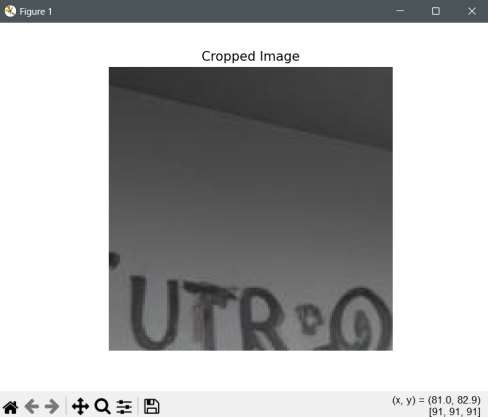 Figure 1
Cropped Image
UTR
(x, y) = (81.0, 82.9)
[91, 91, 91]